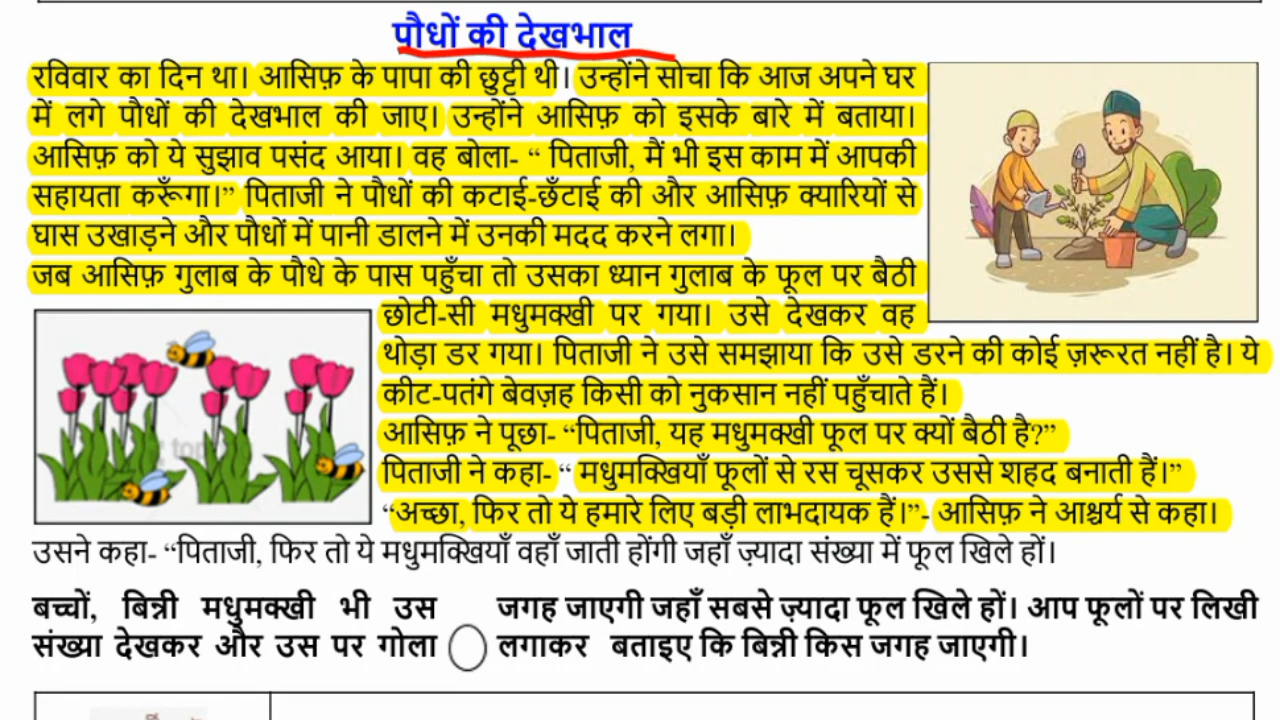 पौधों की देखभाल
रविवार का दिन था। आसिफ़ के पापा की छुट्टी थी। उन्होंने सोचा कि आज अपने घर
में लगे पौधों की देखभाल की जाए। उन्होंने आसिफ़ को इसके बारे में बताया।
आसिफ़ को ये सुझाव पसंद आया। वह बोला- “ पिताजी, मैं भी इस काम में आपकी
सहायता करूँगा।” पिताजी ने पौधों की कटाई-छँटाई की और आसिफ़ क्यारियों से
घास उखाड़ने और पौधों में पानी डालने में उनकी मदद करने लगा।
जब आसिफ़ गुलाब के पौधे के पास पहुँचा तो उसका ध्यान गुलाब के फूल पर बैठी
छोटी-सी मधुमक्खी पर गया। उसे देखकर वह
थोड़ा डर गया। पिताजी ने उसे समझाया कि उसे डरने की कोई ज़रूरत नहीं है। ये
कीट-पतंगे बेवज़ह किसी को नुकसान नहीं पहुँचाते हैं।
आसिफ़ ने पूछा- “पिताजी, यह मधुमक्खी फूल पर क्यों बैठी है?”
पिताजी ने कहा- “ मधुमक्खियाँ फूलों से रस चूसकर उससे शहद बनाती हैं।”
“अच्छा, फिर तो ये हमारे लिए बड़ी लाभदायक हैं।”- आसिफ़ ने आश्चर्य से कहा।
उसने कहा- “पिताजी, फिर तो ये मधुमक्खियाँ वहाँ जाती होंगी जहाँ ज़्यादा संख्या में फूल खिले हों।
बच्चों, बिन्नी मधुमक्खी भी उस जगह जाएगी जहाँ सबसे ज़्यादा फूल खिले हों। आप फूलों पर लिखी
संख्या देखकर और उस पर गोला लगाकर बताइए कि बिन्नी किस जगह जाएगी।